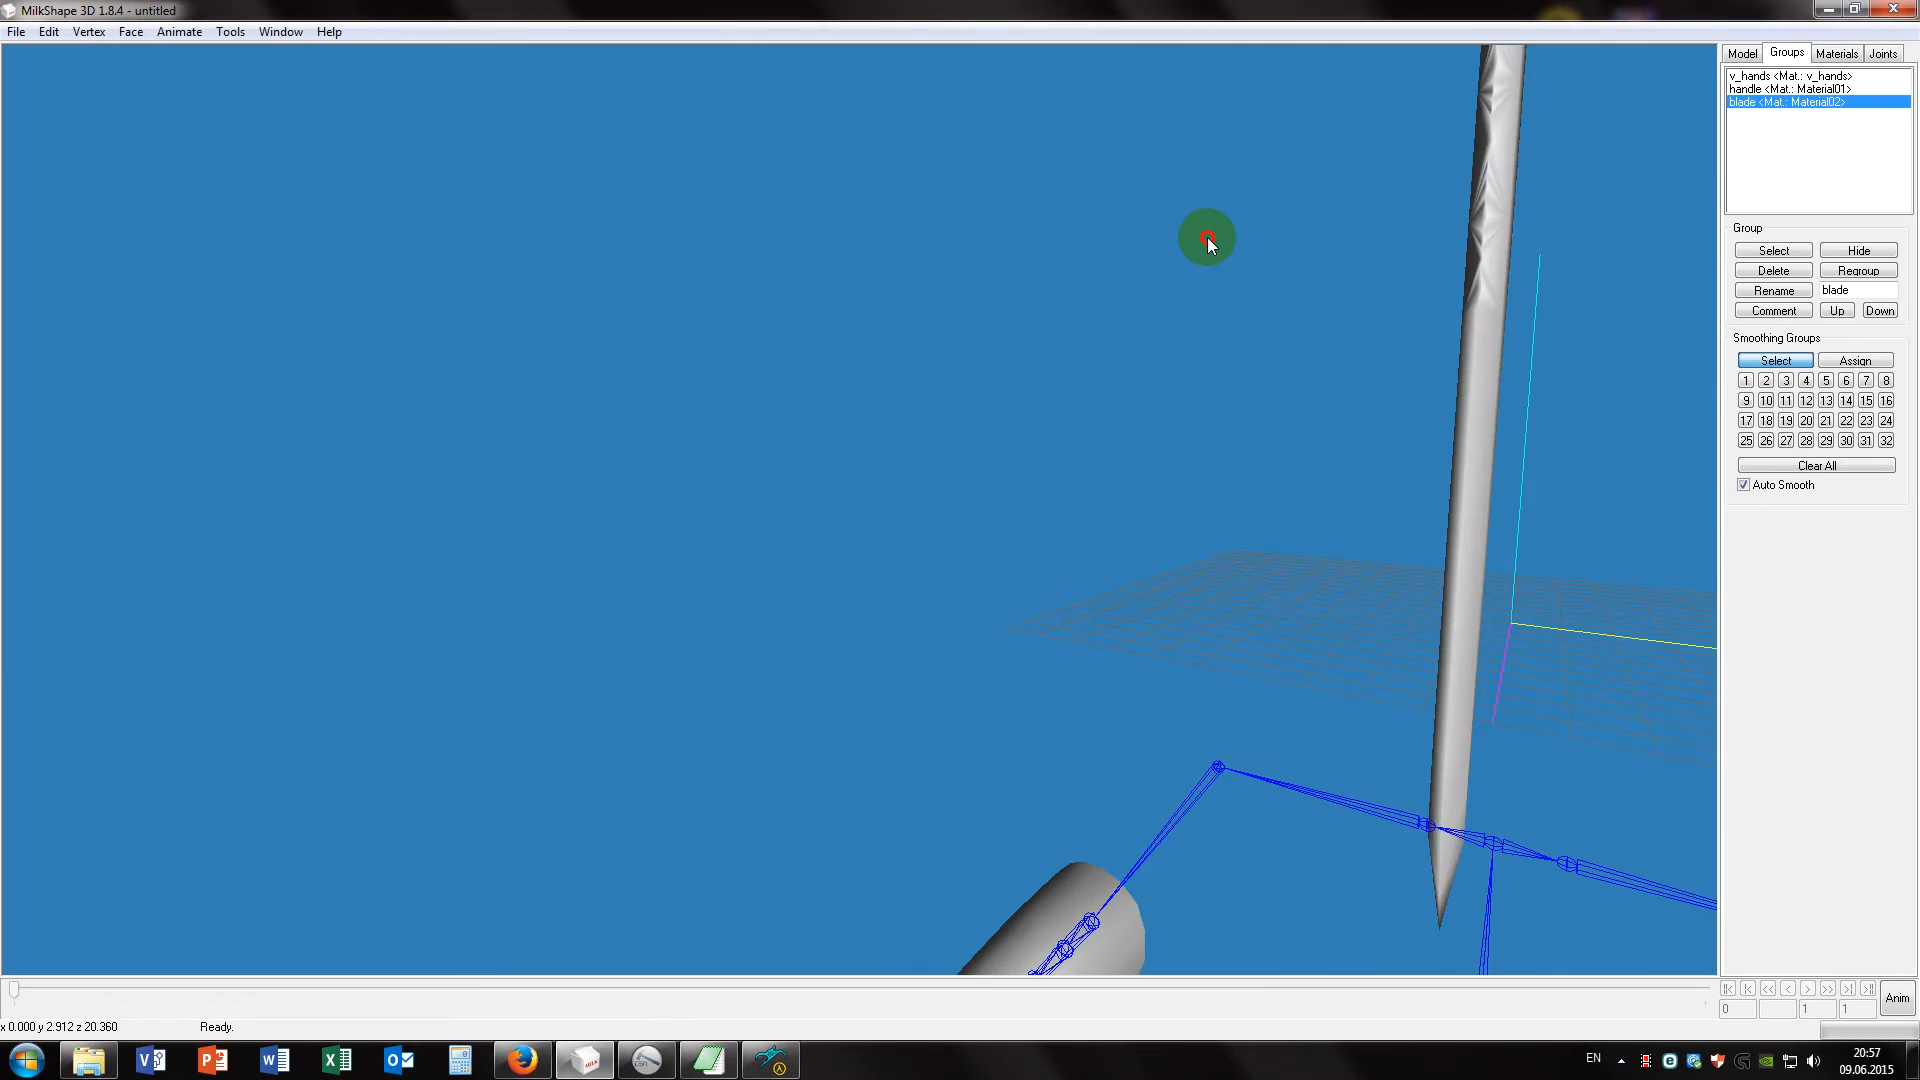 MilkShape 3D 1.8.4 - untitled
File Edit Vertex Face Animate Tools Window Help
Model Groups Materials Joints
v_hands <Mat.: v_hands>
handle <Mat.: Material01>
blade <Mat.: Material02>
Group
Select Hide
Delete Regroup
Rename blade
Comment Up Down
Smoothing Groups
Select Assign
1 2 3 4 5 6 7 8
9 10 11 12 13 14 15 16
17 18 19 20 21 22 23 24
25 26 27 28 29 30 31 32
Clear All
Auto Smooth
|< |< << < > >> >| >|
Anim
0 1 1
x 0.000 y 2.912 z 20.360 Ready.
EN
20:57
09.06.2015